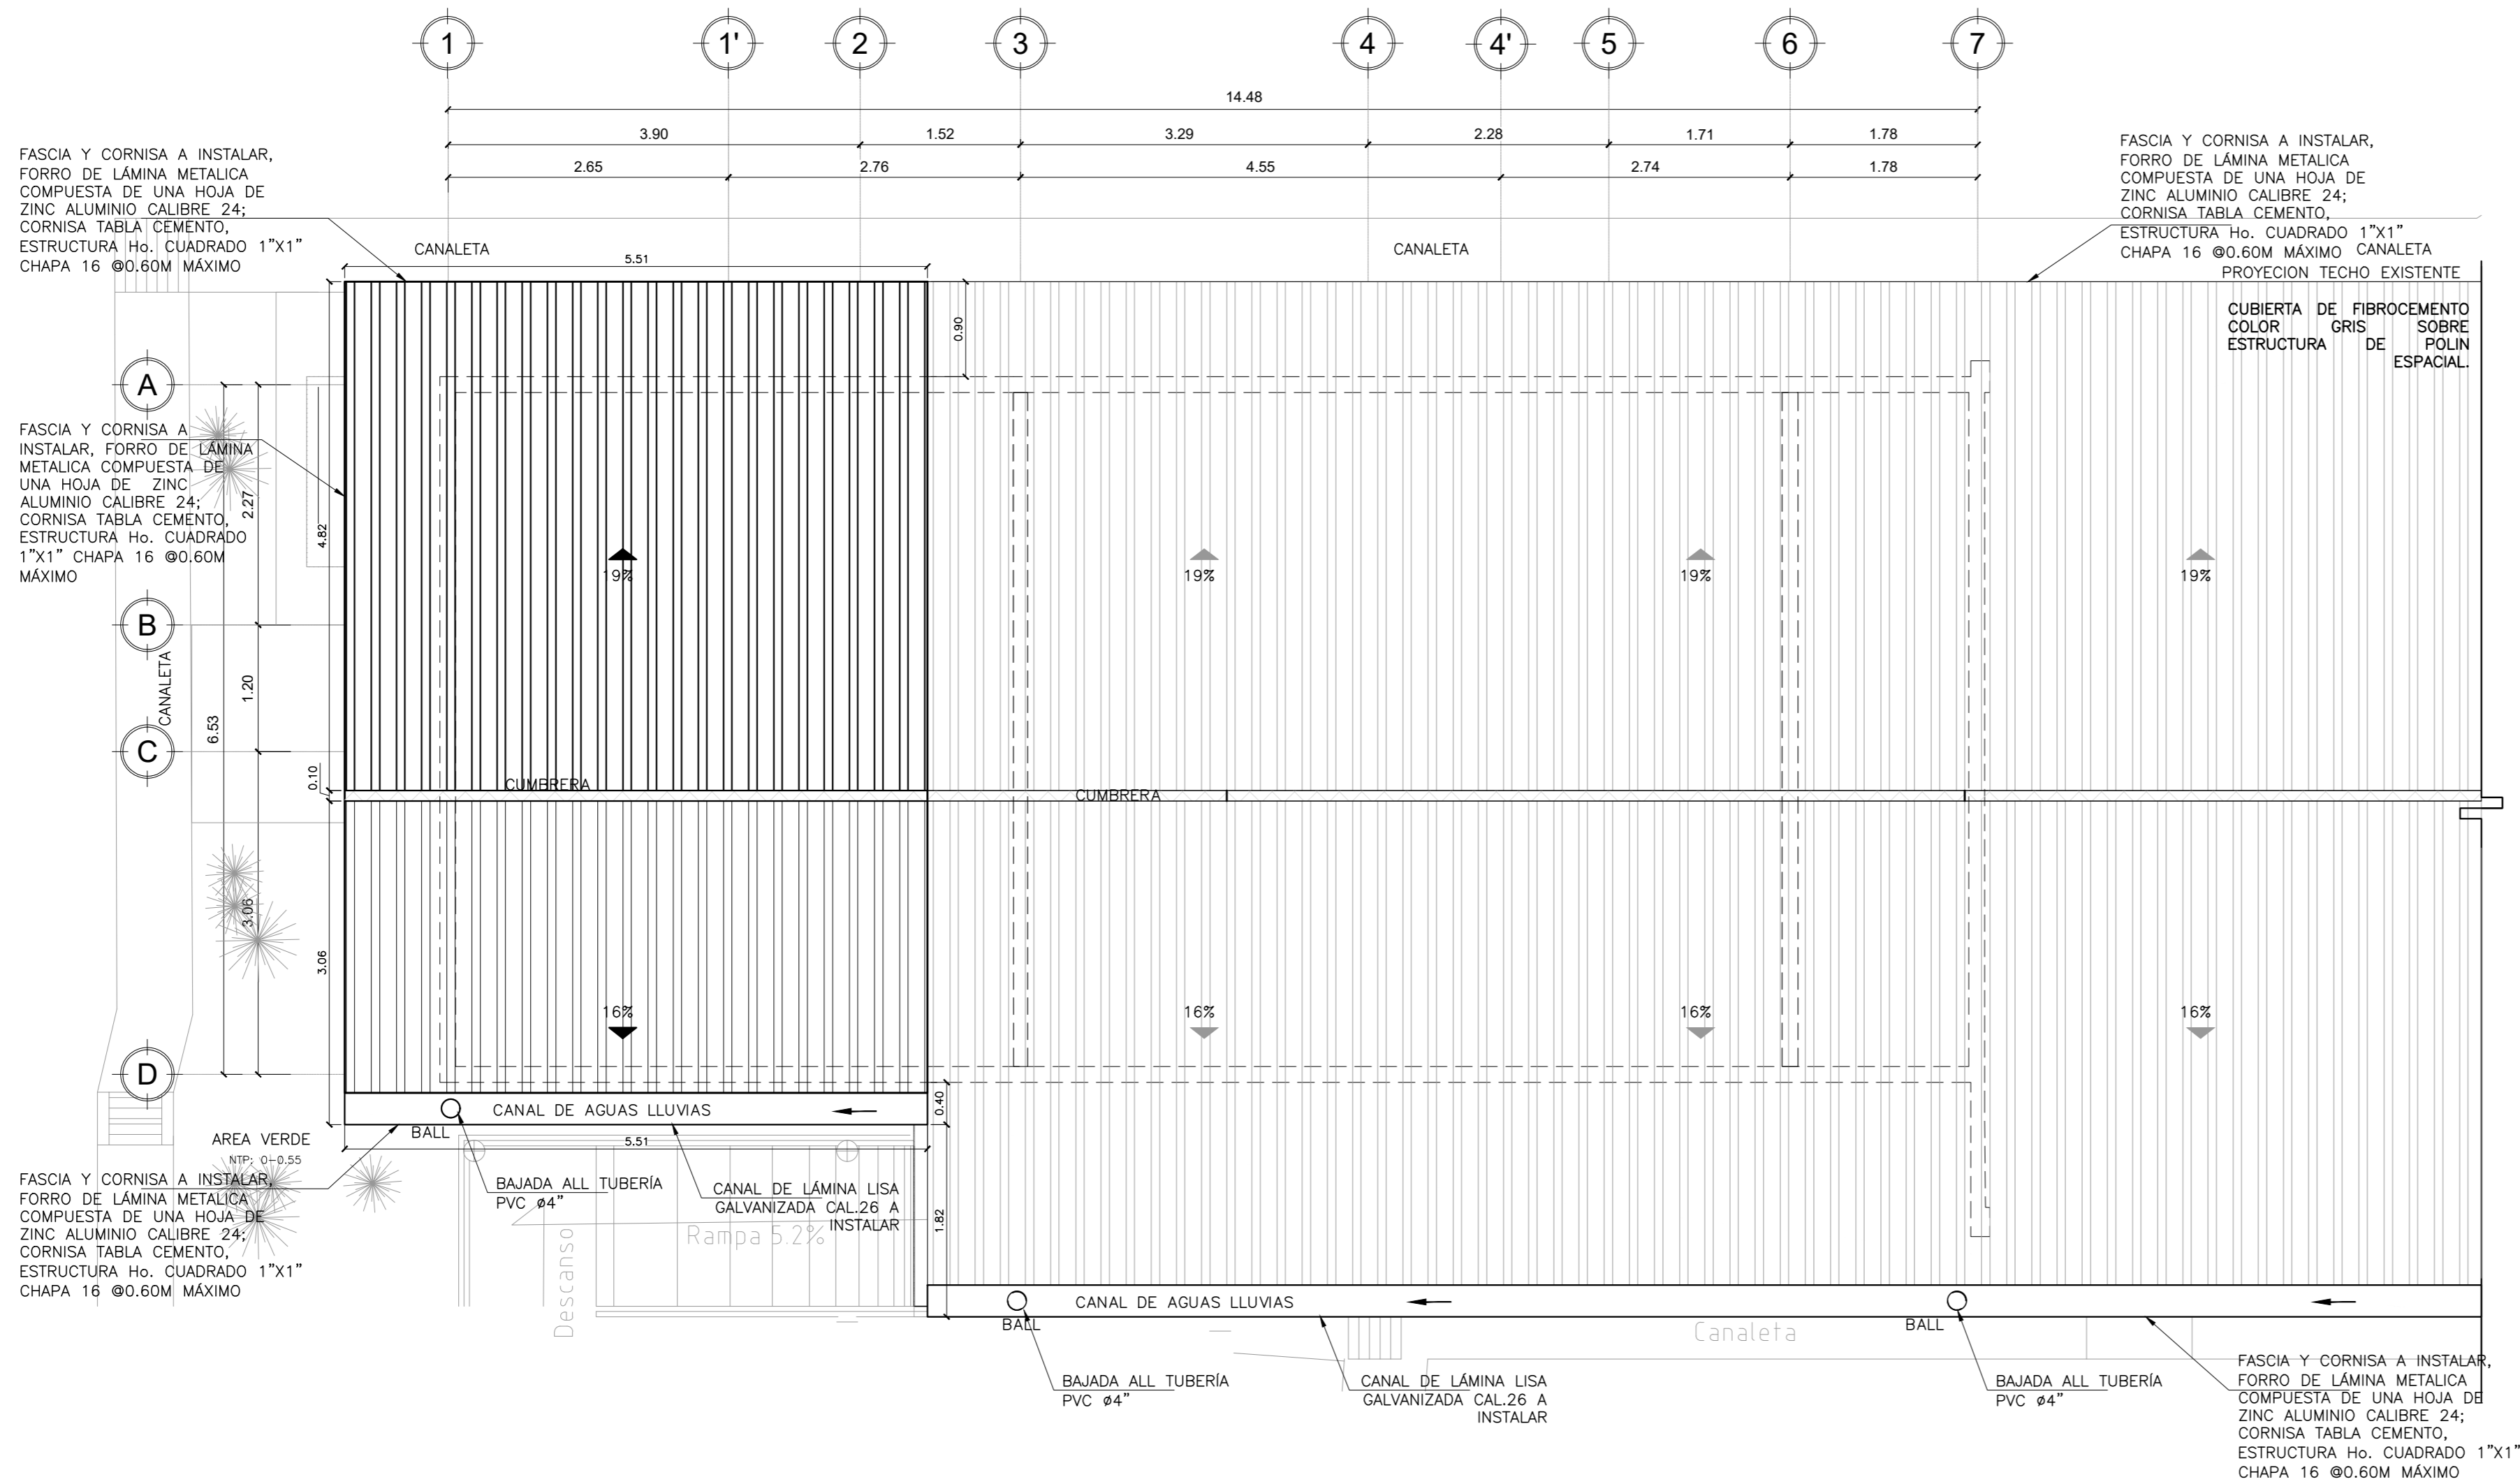 1 1' 2 3 4 4' 5 6 7
14.48
3.90 1.52 3.29 2.28 1.71 1.78
2.65 2.76 4.55 2.74 1.78
FASCIA Y CORNISA A INSTALAR,
FORRO DE LÁMINA METALICA
COMPUESTA DE UNA HOJA DE
ZINC ALUMINIO CALIBRE 24;
CORNISA TABLA CEMENTO,
ESTRUCTURA Ho. CUADRADO 1"X1"
CHAPA 16 @0.60M MÁXIMO
FASCIA Y CORNISA A INSTALAR,
FORRO DE LÁMINA METALICA
COMPUESTA DE UNA HOJA DE
ZINC ALUMINIO CALIBRE 24;
CORNISA TABLA CEMENTO,
ESTRUCTURA Ho. CUADRADO 1"X1"
CHAPA 16 @0.60M MÁXIMO
CANALETA
CANALETA
CANALETA
5.51
PROYECION TECHO EXISTENTE
CUBIERTA DE FIBROCEMENTO
COLOR GRIS SOBRE
ESTRUCTURA DE POLIN
ESPACIAL.
0.90
A
FASCIA Y CORNISA A
INSTALAR, FORRO DE LÁMINA
METALICA COMPUESTA DE
UNA HOJA DE ZINC
ALUMINIO CALIBRE 24;
CORNISA TABLA CEMENTO,
ESTRUCTURA Ho. CUADRADO
1"X1" CHAPA 16 @0.60M
MÁXIMO
2.27
4.82
19% 19% 19% 19%
B
CANALETA
1.20
6.53
C
0.10
CUMBRERA
CUMBRERA
3.06
3.06
16% 16% 16% 16%
D
CANAL DE AGUAS LLUVIAS
0.40
BALL
5.51
AREA VERDE
NTP: 0-0.55
FASCIA Y CORNISA A INSTALAR,
FORRO DE LÁMINA METALICA
COMPUESTA DE UNA HOJA DE
ZINC ALUMINIO CALIBRE 24;
CORNISA TABLA CEMENTO,
ESTRUCTURA Ho. CUADRADO 1"X1"
CHAPA 16 @0.60M MÁXIMO
BAJADA ALL TUBERÍA
PVC ø4"
CANAL DE LÁMINA LISA
GALVANIZADA CAL.26 A
INSTALAR
1.82
Rampa 5.2%
Descanso
CANAL DE AGUAS LLUVIAS
BALL
BALL
Canaleta
BAJADA ALL TUBERÍA
PVC ø4"
CANAL DE LÁMINA LISA
GALVANIZADA CAL.26 A
INSTALAR
BAJADA ALL TUBERÍA
PVC ø4"
FASCIA Y CORNISA A INSTALAR,
FORRO DE LÁMINA METALICA
COMPUESTA DE UNA HOJA DE
ZINC ALUMINIO CALIBRE 24;
CORNISA TABLA CEMENTO,
ESTRUCTURA Ho. CUADRADO 1"X1"
CHAPA 16 @0.60M MÁXIMO